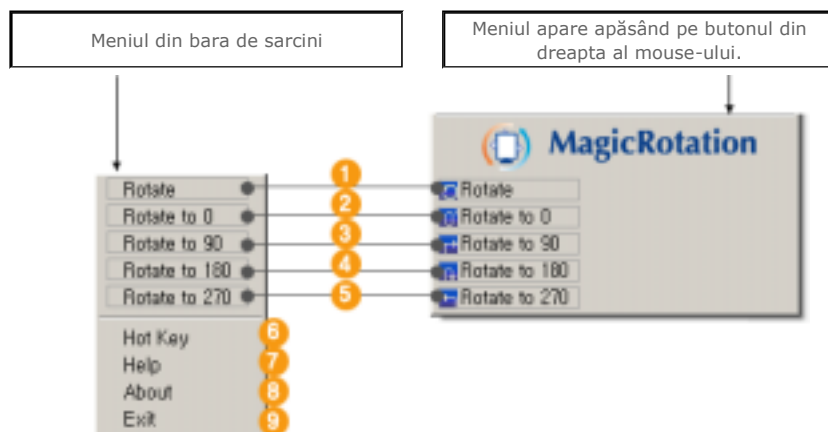 Meniul din bara de sarcini
Meniul apare apăsând pe butonul din
dreapta al mouse-ului.
MagicRotation
Rotate 1 Rotate
Rotate to 0 2 Rotate to 0
Rotate to 90 3 Rotate to 90
Rotate to 180 4 Rotate to 180
Rotate to 270 5 Rotate to 270
Hot Key 6
Help 7
About 8
Exit 9